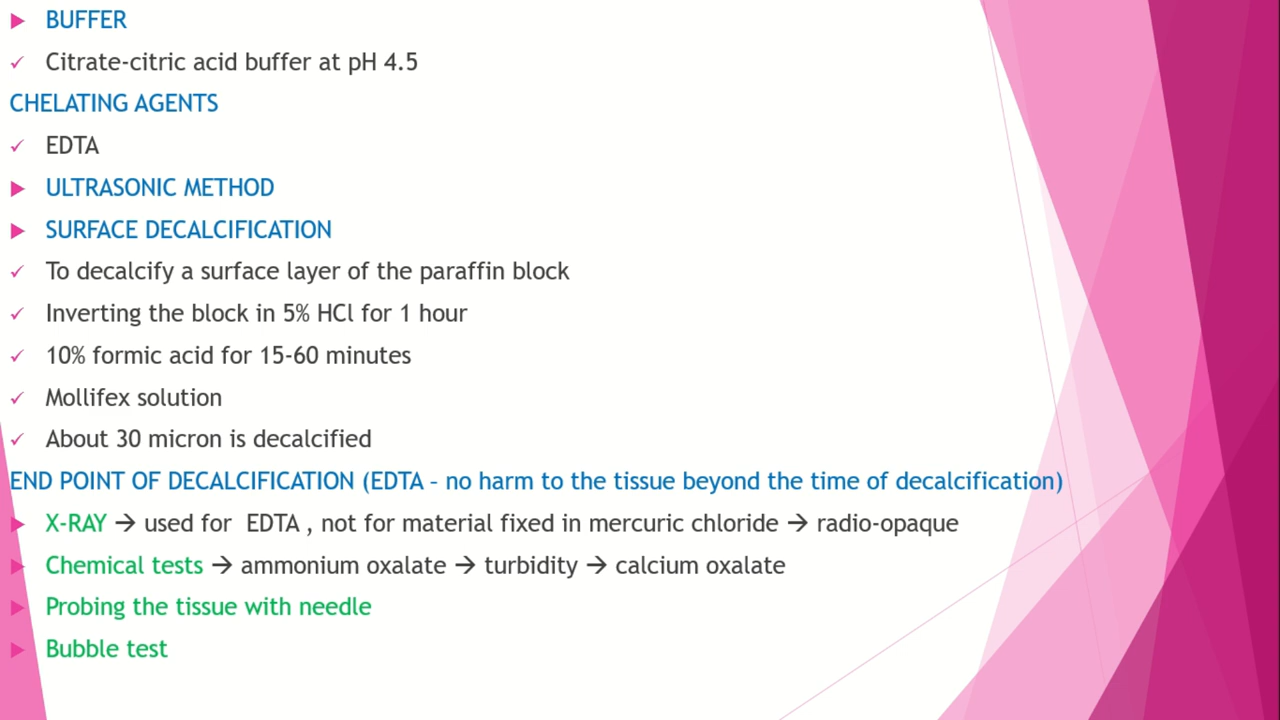 BUFFER
Citrate-citric acid buffer at pH 4.5
CHELATING AGENTS
EDTA
ULTRASONIC METHOD
SURFACE DECALCIFICATION
To decalcify a surface layer of the paraffin block
Inverting the block in 5% HCl for 1 hour
10% formic acid for 15-60 minutes
Mollifex solution
About 30 micron is decalcified
END POINT OF DECALCIFICATION (EDTA – no harm to the tissue beyond the time of decalcification)
X-RAY → used for EDTA , not for material fixed in mercuric chloride → radio-opaque
Chemical tests → ammonium oxalate → turbidity → calcium oxalate
Probing the tissue with needle
Bubble test